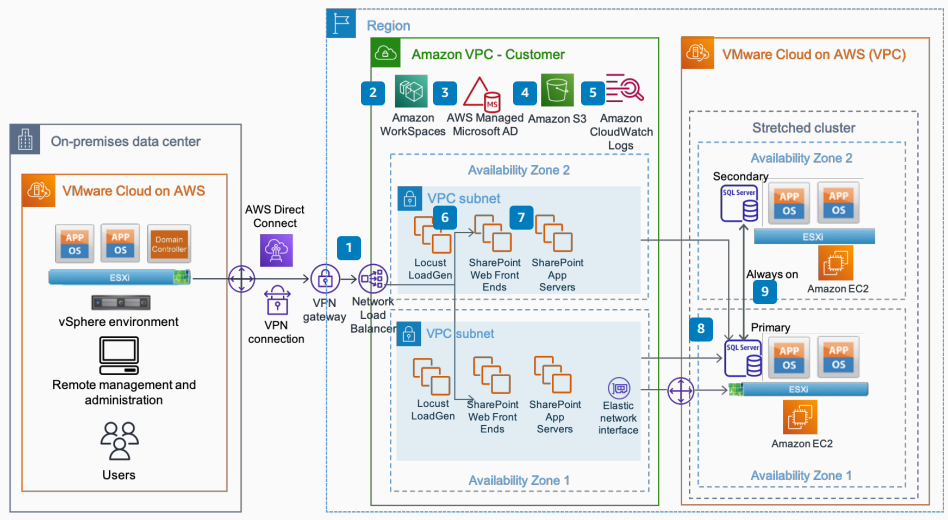 Region
Amazon VPC - Customer
VMware Cloud on AWS (VPC)
2
3
4
5
Amazon
WorkSpaces
AWS Managed
Microsoft AD
MS
Amazon S3
Amazon
CloudWatch
Logs
On-premises data center
VMware Cloud on AWS
APP
OS
APP
OS
Domain
Controller
ESXi
vSphere environment
Remote management and
administration
Users
AWS Direct
Connect
VPN
connection
1
VPN
gateway
Network
Load
Balancer
Availability Zone 2
VPC subnet
6
7
Locust
LoadGen
SharePoint
Web Front
Ends
SharePoint
App
Servers
VPC subnet
Locust
LoadGen
SharePoint
Web Front
Ends
SharePoint
App
Servers
Elastic
network
interface
Availability Zone 1
Stretched cluster
Availability Zone 2
Secondary
SQL Server
APP
OS
APP
OS
ESXi
Amazon EC2
Always on
9
8
Primary
SQL Server
APP
OS
APP
OS
ESXi
Amazon EC2
Availability Zone 1